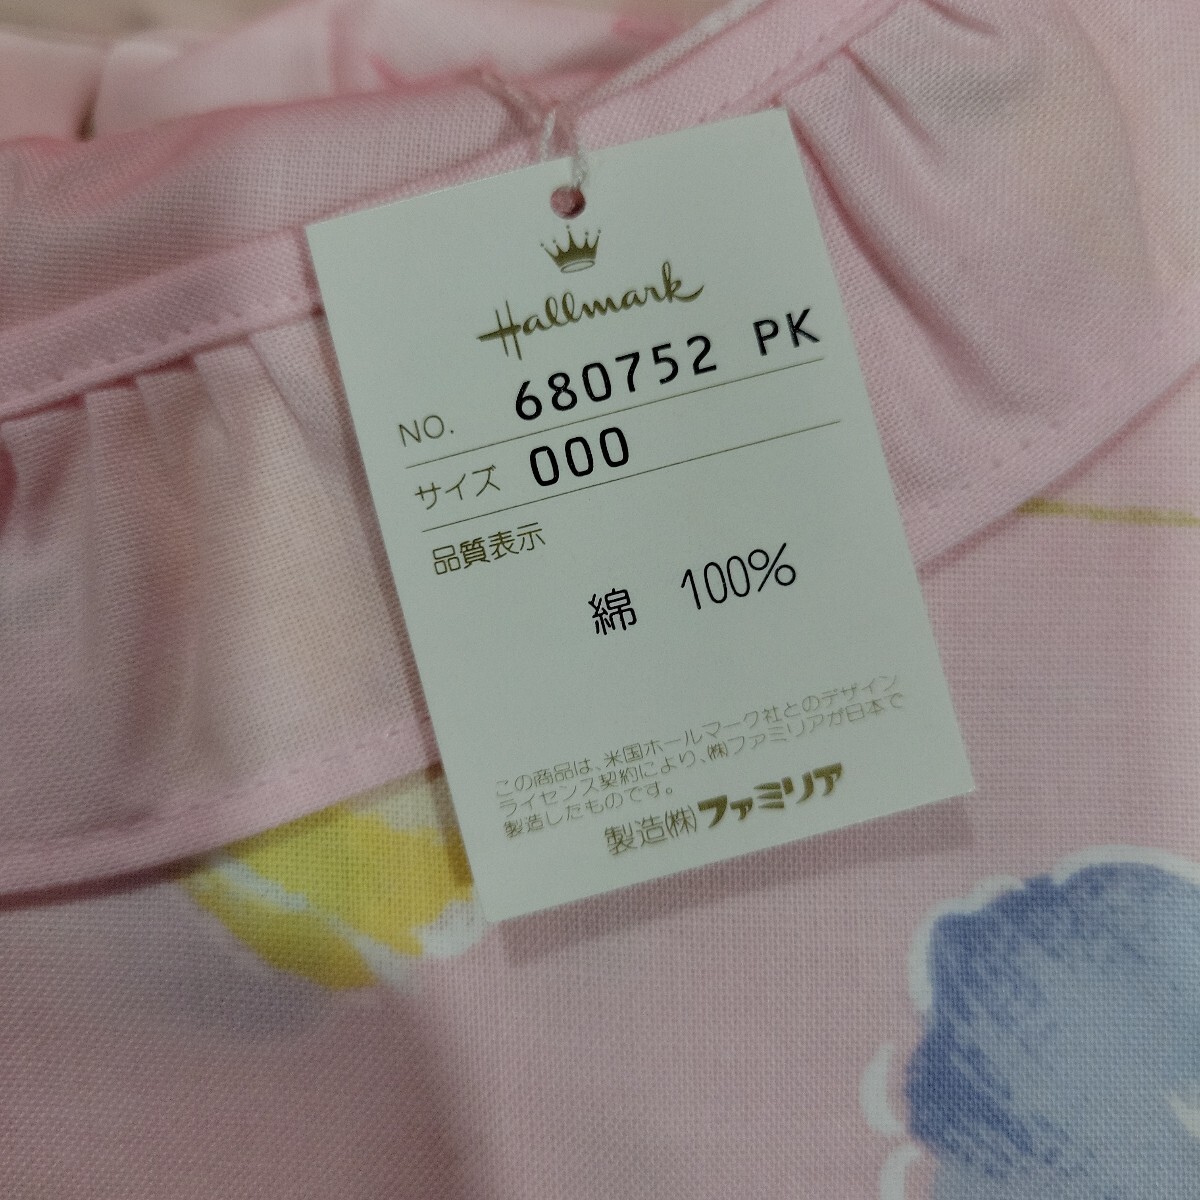 Hallmark
NO. 680752 PK
サイズ 000
品質表示
綿 100%
この商品は、米国ホールマーク社とのデザイン
ライセンス契約により、㈱ファミリアが日本で
製造したものです。
製造㈱ファミリア